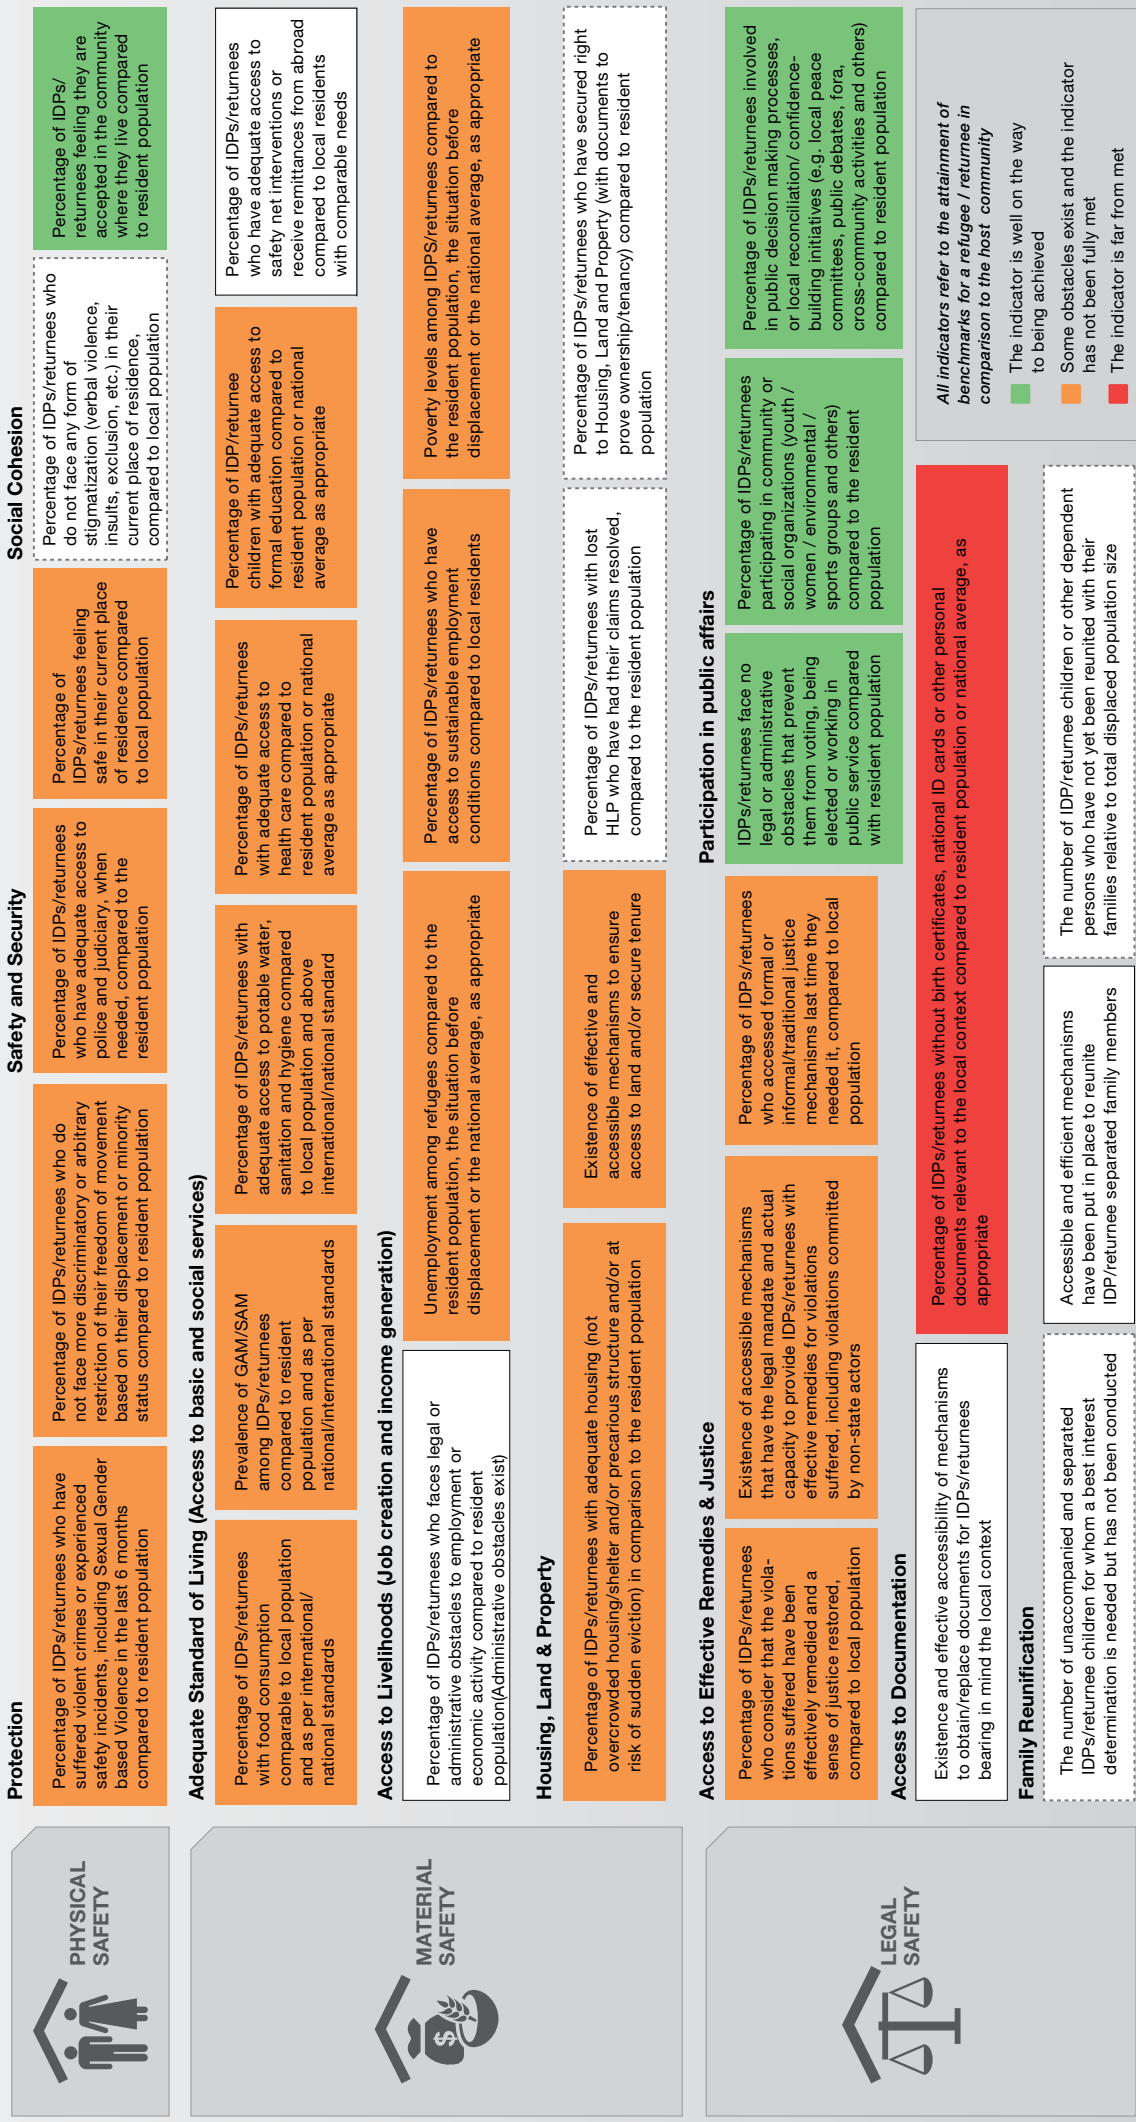 PHYSICAL
SAFETY
Protection
Percentage of IDPs/returnees who have
suffered violent crimes or experienced
safety incidents, including Sexual Gender
based Violence in the last 6 months
compared to resident population
Percentage of IDPs/returnees who do
not face more discriminatory or arbitrary
restriction of their freedom of movement
based on their displacement or minority
status compared to resident population
Safety and Security
Percentage of IDPs/returnees
who have adequate access to
police and judiciary, when
needed, compared to the
resident population
Percentage of
IDPs/returnees feeling
safe in their current place
of residence compared
to local population
Social Cohesion
Percentage of IDPs/returnees who
do not face any form of
stigmatization (verbal violence,
insults, exclusion, etc.) in their
current place of residence,
compared to local population
Percentage of IDPs/
returnees feeling they are
accepted in the community
where they live compared
to resident population
MATERIAL
SAFETY
Adequate Standard of Living (Access to basic and social services)
Percentage of IDPs/returnees
with food consumption
comparable to local population
and as per international/
national standards
Prevalence of GAM/SAM
among IDPs/returnees
compared to resident
population and as per
national/international standards
Percentage of IDPs/returnees with
adequate access to potable water,
sanitation and hygiene compared
to local population and above
international/national standard
Percentage of IDPs/returnees
with adequate access to
health care compared to
resident population or national
average as appropriate
Percentage of IDP/returnee
children with adequate access to
formal education compared to
resident population or national
average as appropriate
Percentage of IDPs/returnees
who have adequate access to
safety net interventions or
receive remittances from abroad
compared to local residents
with comparable needs
Access to Livelihoods (Job creation and income generation)
Percentage of IDPs/returnees who faces legal or
administrative obstacles to employment or
economic activity compared to resident
population(Administrative obstacles exist)
Unemployment among refugees compared to the
resident population, the situation before
displacement or the national average, as appropriate
Percentage of IDPs/returnees who have
access to sustainable employment
conditions compared to local residents
Poverty levels among IDPS/returnees compared to
the resident population, the situation before
displacement or the national average, as appropriate
Housing, Land & Property
Percentage of IDPs/returnees with adequate housing (not
overcrowded housing/shelter and/or precarious structure and/or at
risk of sudden eviction) in comparison to the resident population
Existence of effective and
accessible mechanisms to ensure
access to land and/or secure tenure
Percentage of IDPs/returnees with lost
HLP who have had their claims resolved,
compared to the resident population
Percentage of IDPs/returnees who have secured right
to Housing, Land and Property (with documents to
prove ownership/tenancy) compared to resident
population
LEGAL
SAFETY
Access to Effective Remedies & Justice
Percentage of IDPs/returnees
who consider that the viola-
tions suffered have been
effectively remedied and a
sense of justice restored,
compared to local population
Existence of accessible mechanisms
that have the legal mandate and actual
capacity to provide IDPs/returnees with
effective remedies for violations
suffered, including violations committed
by non-state actors
Percentage of IDPs/returnees
who accessed formal or
informal/traditional justice
mechanisms last time they
needed it, compared to local
population
Participation in public affairs
IDPs/returnees face no
legal or administrative
obstacles that prevent
them from voting, being
elected or working in
public service compared
with resident population
Percentage of IDPs/returnees
participating in community or
social organizations (youth /
women / environmental /
sports groups and others)
compared to the resident
population
Percentage of IDPs/returnees involved
in public decision making processes,
or local reconciliation/ confidence-
building initiatives (e.g. local peace
committees, public debates, fora,
cross-community activities and others)
compared to resident population
Access to Documentation
Existence and effective accessibility of mechanisms
to obtain/replace documents for IDPs/returnees
bearing in mind the local context
Percentage of IDPs/returnees without birth certificates, national ID cards or other personal
documents relevant to the local context compared to resident population or national average, as
appropriate
Family Reunification
The number of unaccompanied and separated
IDPs/returnee children for whom a best interest
determination is needed but has not been conducted
Accessible and efficient mechanisms
have been put in place to reunite
IDP/returnee separated family members
The number of IDP/returnee children or other dependent
persons who have not yet been reunited with their
families relative to total displaced population size
All indicators refer to the attainment of
benchmarks for a refugee / returnee in
comparison to the host community
The indicator is well on the way
to being achieved
Some obstacles exist and the indicator
has not been fully met
The indicator is far from met